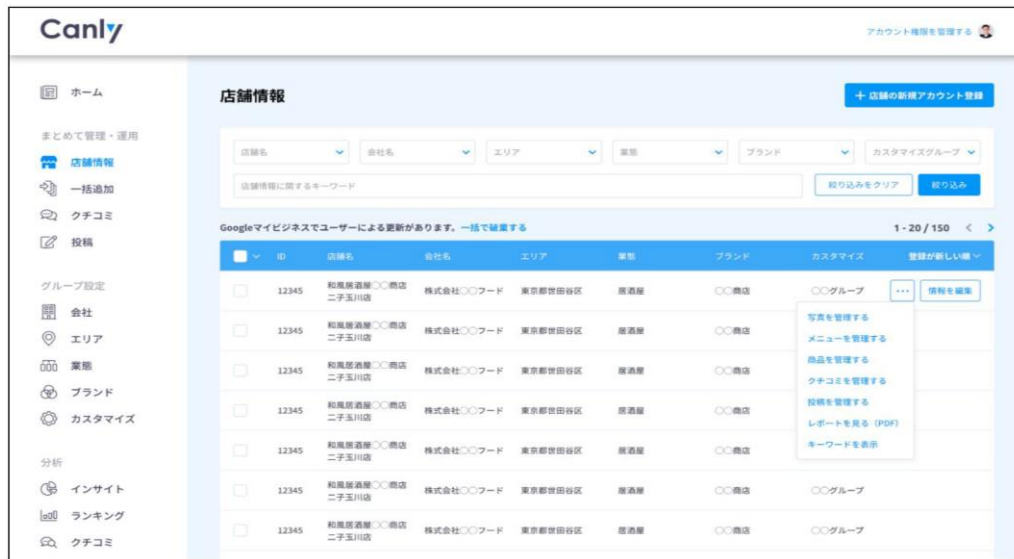 Canly
アカウント権限を管理する
ホーム
まとめて管理・運用
店舗情報
一括追加
クチコミ
投稿
グループ設定
会社
エリア
業態
ブランド
カスタマイズ
分析
インサイト
ランキング
クチコミ
店舗情報
+ 店舗の新規アカウント登録
店舗名 会社名 エリア 業態 ブランド カスタマイズグループ
店舗情報に関するキーワード 絞り込みをクリア 絞り込み
Googleマイビジネスでユーザーによる更新があります。一括で破棄する 1 - 20 / 150
ID 店舗名 会社名 エリア 業態 ブランド カスタマイズ 登録が新しい順
12345 和風居酒屋〇〇商店 株式会社〇〇フード 東京都世田谷区 居酒屋 〇〇商店 〇〇グループ ... 情報を編集
二子玉川店
12345 和風居酒屋〇〇商店 株式会社〇〇フード 東京都世田谷区 居酒屋 〇〇商店
二子玉川店
12345 和風居酒屋〇〇商店 株式会社〇〇フード 東京都世田谷区 居酒屋 〇〇商店
二子玉川店
12345 和風居酒屋〇〇商店 株式会社〇〇フード 東京都世田谷区 居酒屋 〇〇商店
二子玉川店
12345 和風居酒屋〇〇商店 株式会社〇〇フード 東京都世田谷区 居酒屋 〇〇商店
二子玉川店
12345 和風居酒屋〇〇商店 株式会社〇〇フード 東京都世田谷区 居酒屋 〇〇商店 〇〇グループ
二子玉川店
12345 和風居酒屋〇〇商店 株式会社〇〇フード 東京都世田谷区 居酒屋 〇〇商店 〇〇グループ
二子玉川店
写真を管理する
メニューを管理する
商品を管理する
クチコミを管理する
投稿を管理する
レポートを見る（PDF）
キーワードを表示